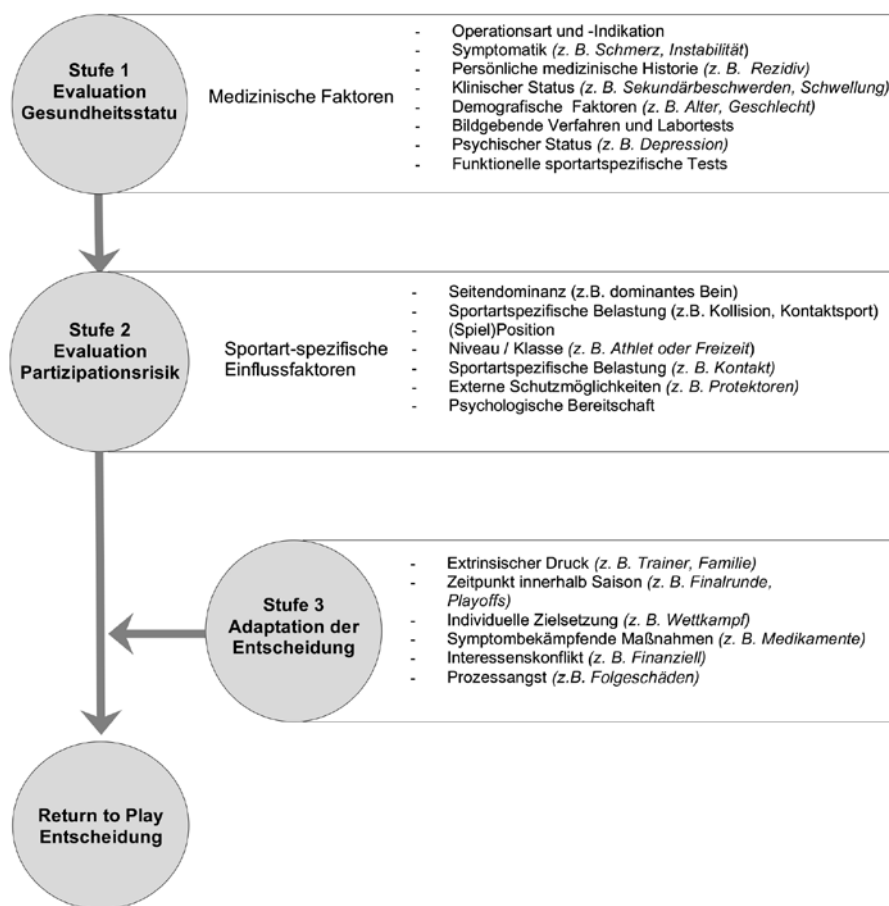 Stufe 1
Evaluation
Gesundheitsstatu
Medizinische Faktoren
- Operationsart und -Indikation
- Symptomatik (z. B. Schmerz, Instabilität)
- Persönliche medizinische Historie (z. B. Rezidiv)
- Klinischer Status (z. B. Sekundärbeschwerden, Schwellung)
- Demografische Faktoren (z. B. Alter, Geschlecht)
- Bildgebende Verfahren und Labortests
- Psychischer Status (z. B. Depression)
- Funktionelle sportartspezifische Tests
Stufe 2
Evaluation
Partizipationsrisik
Sportart-spezifische
Einflussfaktoren
- Seitendominanz (z.B. dominantes Bein)
- Sportartspezifische Belastung (z.B. Kollision, Kontaktsport)
- (Spiel)Position
- Niveau / Klasse (z. B. Athlet oder Freizeit)
- Sportartspezifische Belastung (z. B. Kontakt)
- Externe Schutzmöglichkeiten (z. B. Protektoren)
- Psychologische Bereitschaft
Stufe 3
Adaptation der
Entscheidung
- Extrinsischer Druck (z. B. Trainer, Familie)
- Zeitpunkt innerhalb Saison (z. B. Finalrunde,
Playoffs)
- Individuelle Zielsetzung (z. B. Wettkampf)
- Symptombekämpfende Maßnahmen (z. B. Medikamente)
- Interessenskonflikt (z. B. Finanziell)
- Prozessangst (z.B. Folgeschäden)
Return to Play
Entscheidung